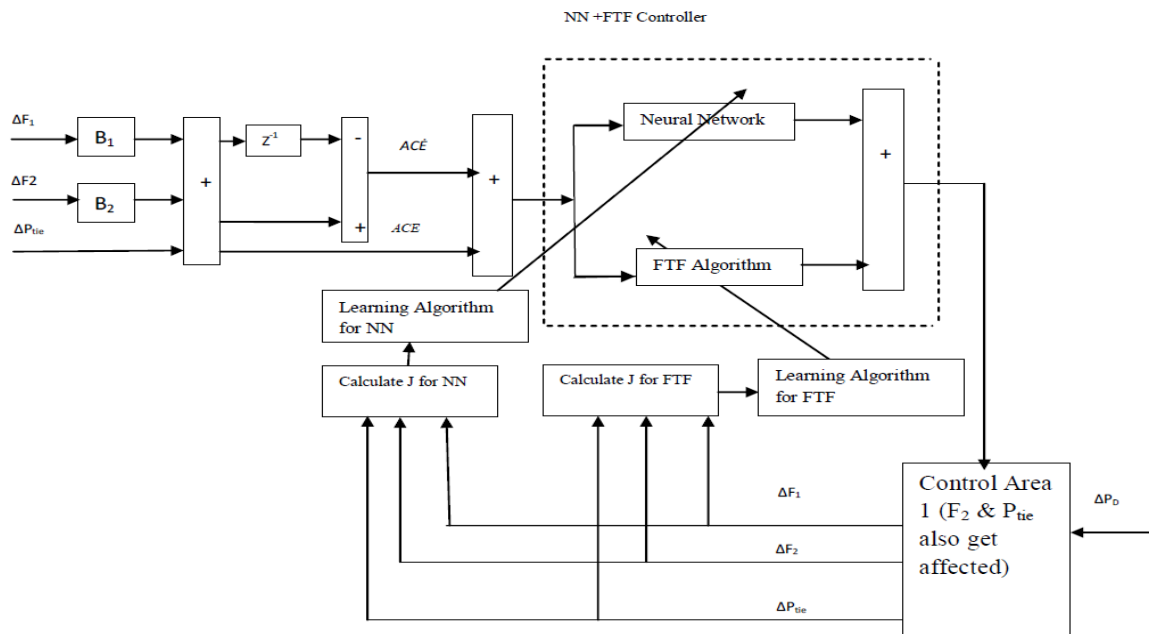 NN +FTF Controller
ΔF₁
B₁
Z⁻¹
-
ACĖ
+
+
Neural Network
+
ΔF2
B₂
ΔPtie
+
ACE
FTF Algorithm
Learning Algorithm
for NN
Calculate J for NN
Calculate J for FTF
Learning Algorithm
for FTF
Control Area
1 (F₂ & Ptie
also get
affected)
ΔF₁
ΔPD
ΔF₂
ΔPtie